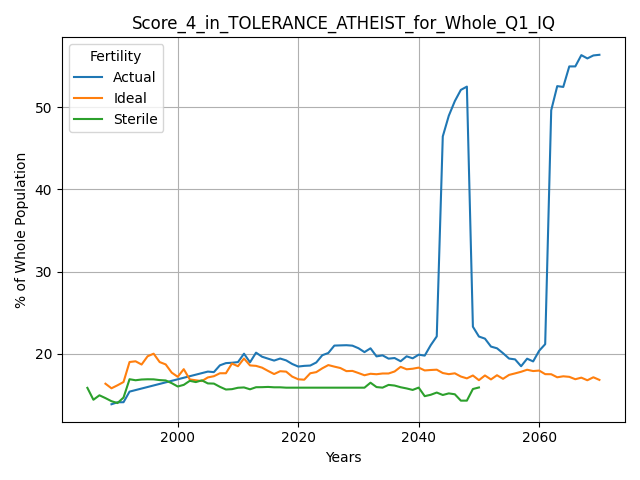 Score_4_in_TOLERANCE_ATHEIST_for_Whole_Q1_IQ
Fertility
Actual
Ideal
Sterile
% of Whole Population
50
40
30
20
2000
2020
2040
2060
Years